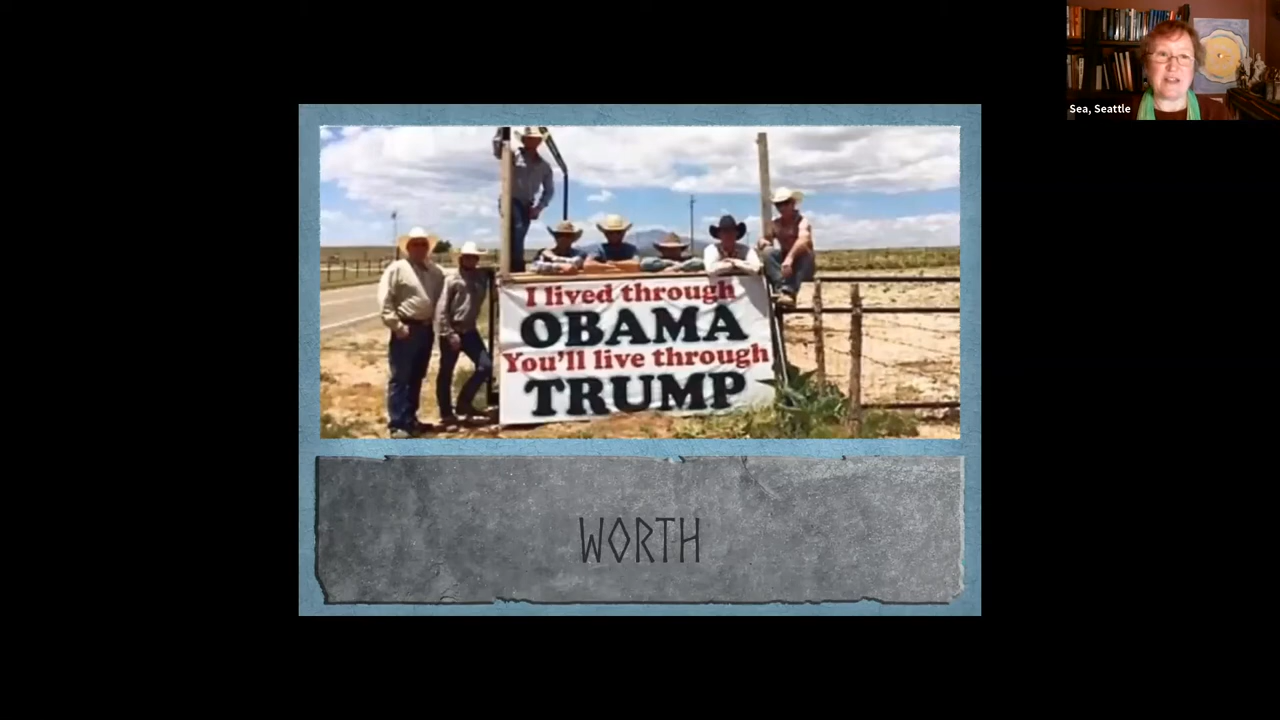 Sea, Seattle
I lived through
OBAMA
You'll live through
TRUMP
WORTH